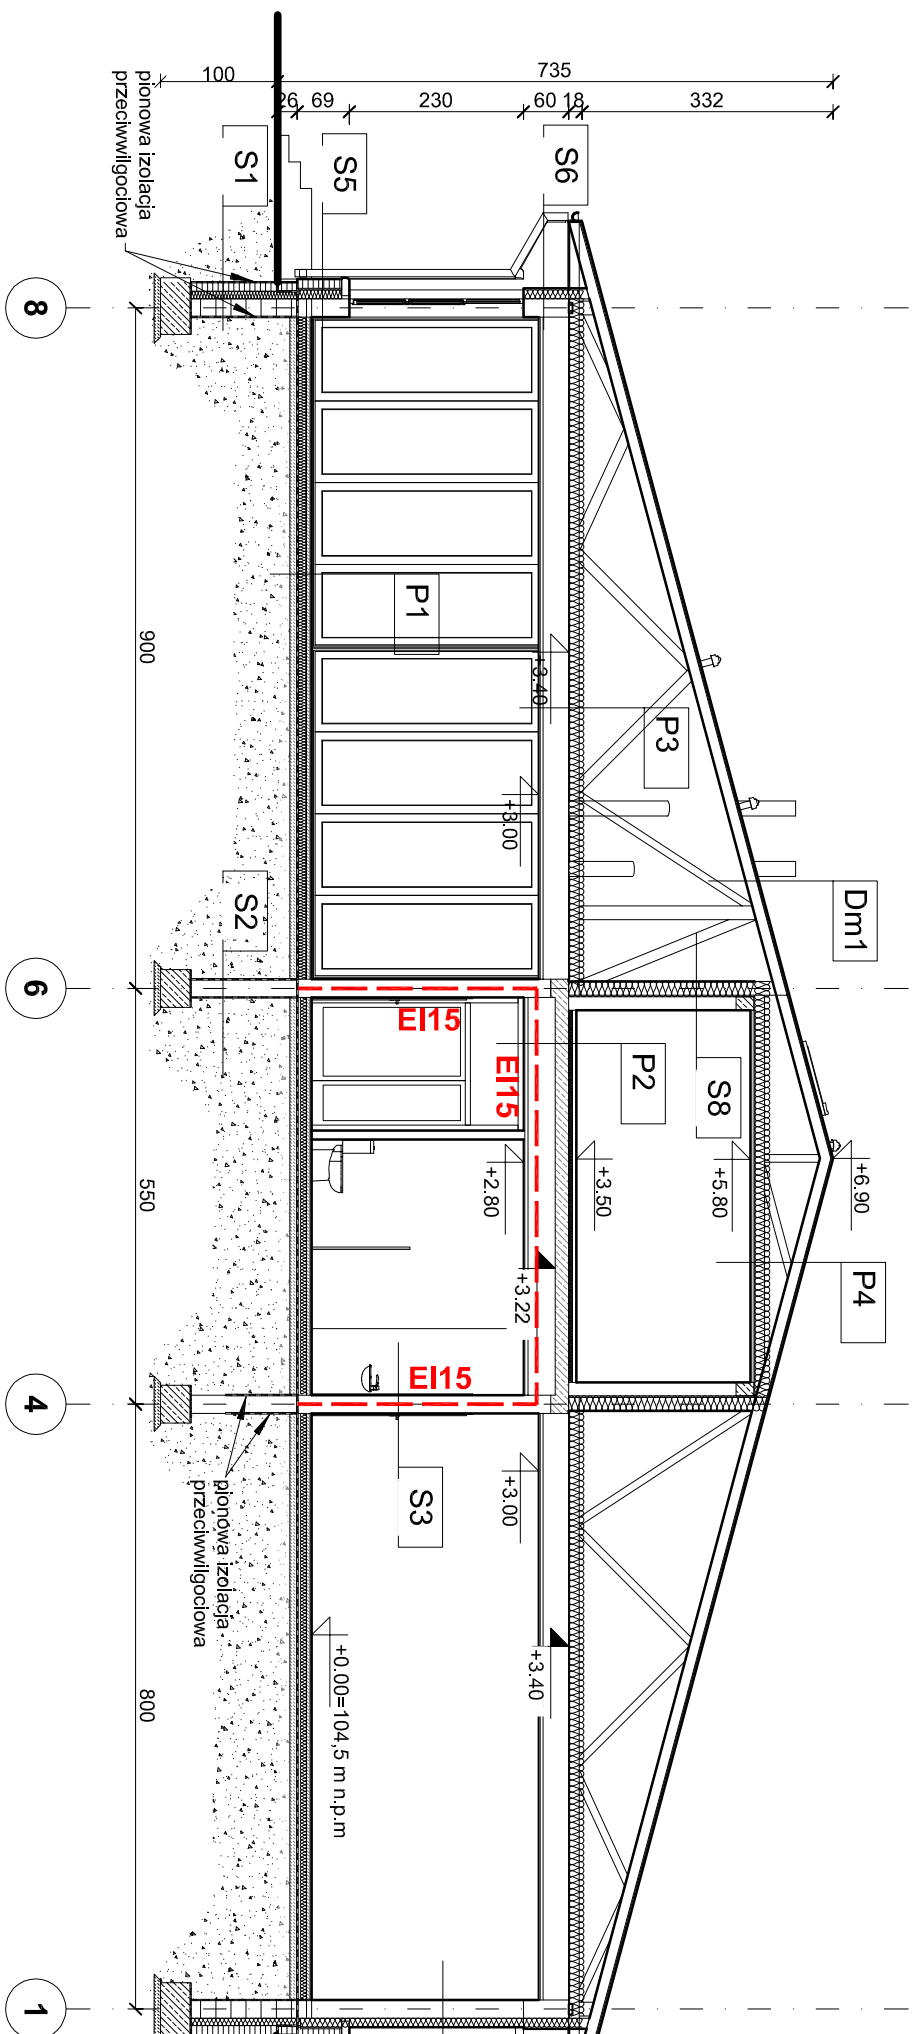 735
100
26
69
230
60
18
332
pionowa izolacja
przeciwwilgociowa
S1
S5
S6
8
900
P1
+3.40
P3
+3.00
Dm1
S2
6
EI15
EI15
P2
S8
+2.80
+3.50
+5.80
+6.90
550
+3.22
P4
EI15
4
pionowa izolacja
przeciwwilgociowa
S3
+3.00
+0.00=104,5 m n.p.m
+3.40
800
1